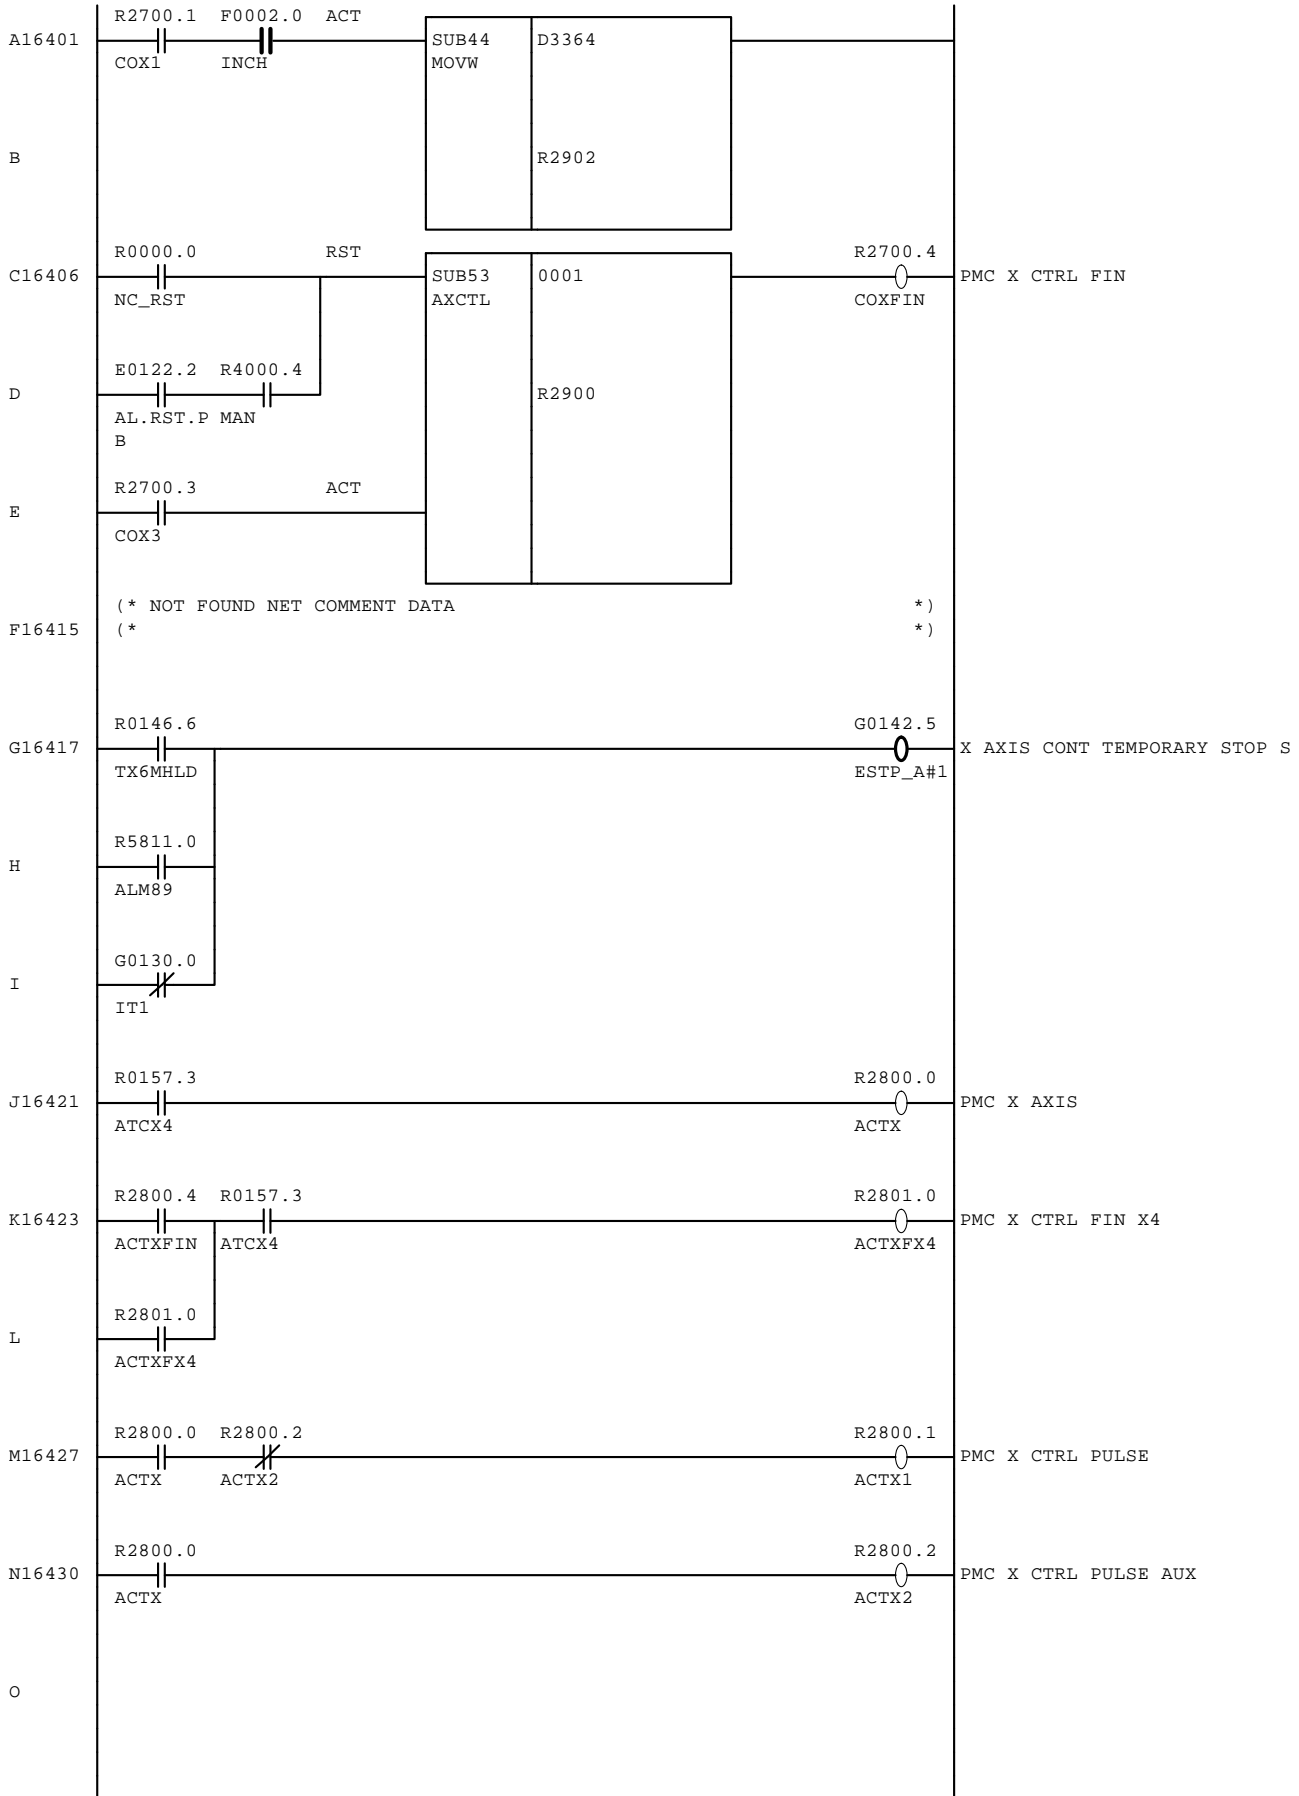 R2700.1 F0002.0 ACT
A16401 SUB44 D3364
COX1 INCH MOVW
B R2902
R0000.0 RST R2700.4
C16406 SUB53 0001 PMC X CTRL FIN
NC_RST AXCTL COXFIN
E0122.2 R4000.4
D R2900
AL.RST.P MAN
B
R2700.3 ACT
E
COX3
(* NOT FOUND NET COMMENT DATA *)
F16415 (* *)
R0146.6 G0142.5
G16417 X AXIS CONT TEMPORARY STOP S
TX6MHLD ESTP_A#1
R5811.0
H
ALM89
G0130.0
I
IT1
R0157.3 R2800.0
J16421 PMC X AXIS
ATCX4 ACTX
R2800.4 R0157.3 R2801.0
K16423 PMC X CTRL FIN X4
ACTXFIN ATCX4 ACTXFX4
R2801.0
L
ACTXFX4
R2800.0 R2800.2 R2800.1
M16427 PMC X CTRL PULSE
ACTX ACTX2 ACTX1
R2800.0 R2800.2
N16430 PMC X CTRL PULSE AUX
ACTX ACTX2
O